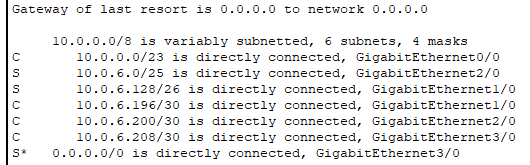 Gateway of last resort is 0.0.0.0 to network 0.0.0.0
10.0.0.0/8 is variably subnetted, 6 subnets, 4 masks
C 10.0.0.0/23 is directly connected, GigabitEthernet0/0
S 10.0.6.0/25 is directly connected, GigabitEthernet2/0
S 10.0.6.128/26 is directly connected, GigabitEthernet1/0
C 10.0.6.196/30 is directly connected, GigabitEthernet1/0
C 10.0.6.200/30 is directly connected, GigabitEthernet2/0
C 10.0.6.208/30 is directly connected, GigabitEthernet3/0
S* 0.0.0.0/0 is directly connected, GigabitEthernet3/0